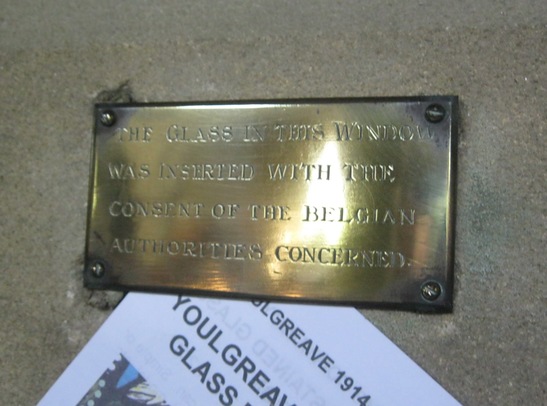 THE GLASS IN THIS WINDOW
WAS INSERTED WITH THE
CONSENT OF THE BELGIAN
AUTHORITIES CONCERNED.
YOULGREAVE 1914
YOULGREAVE
GLASS